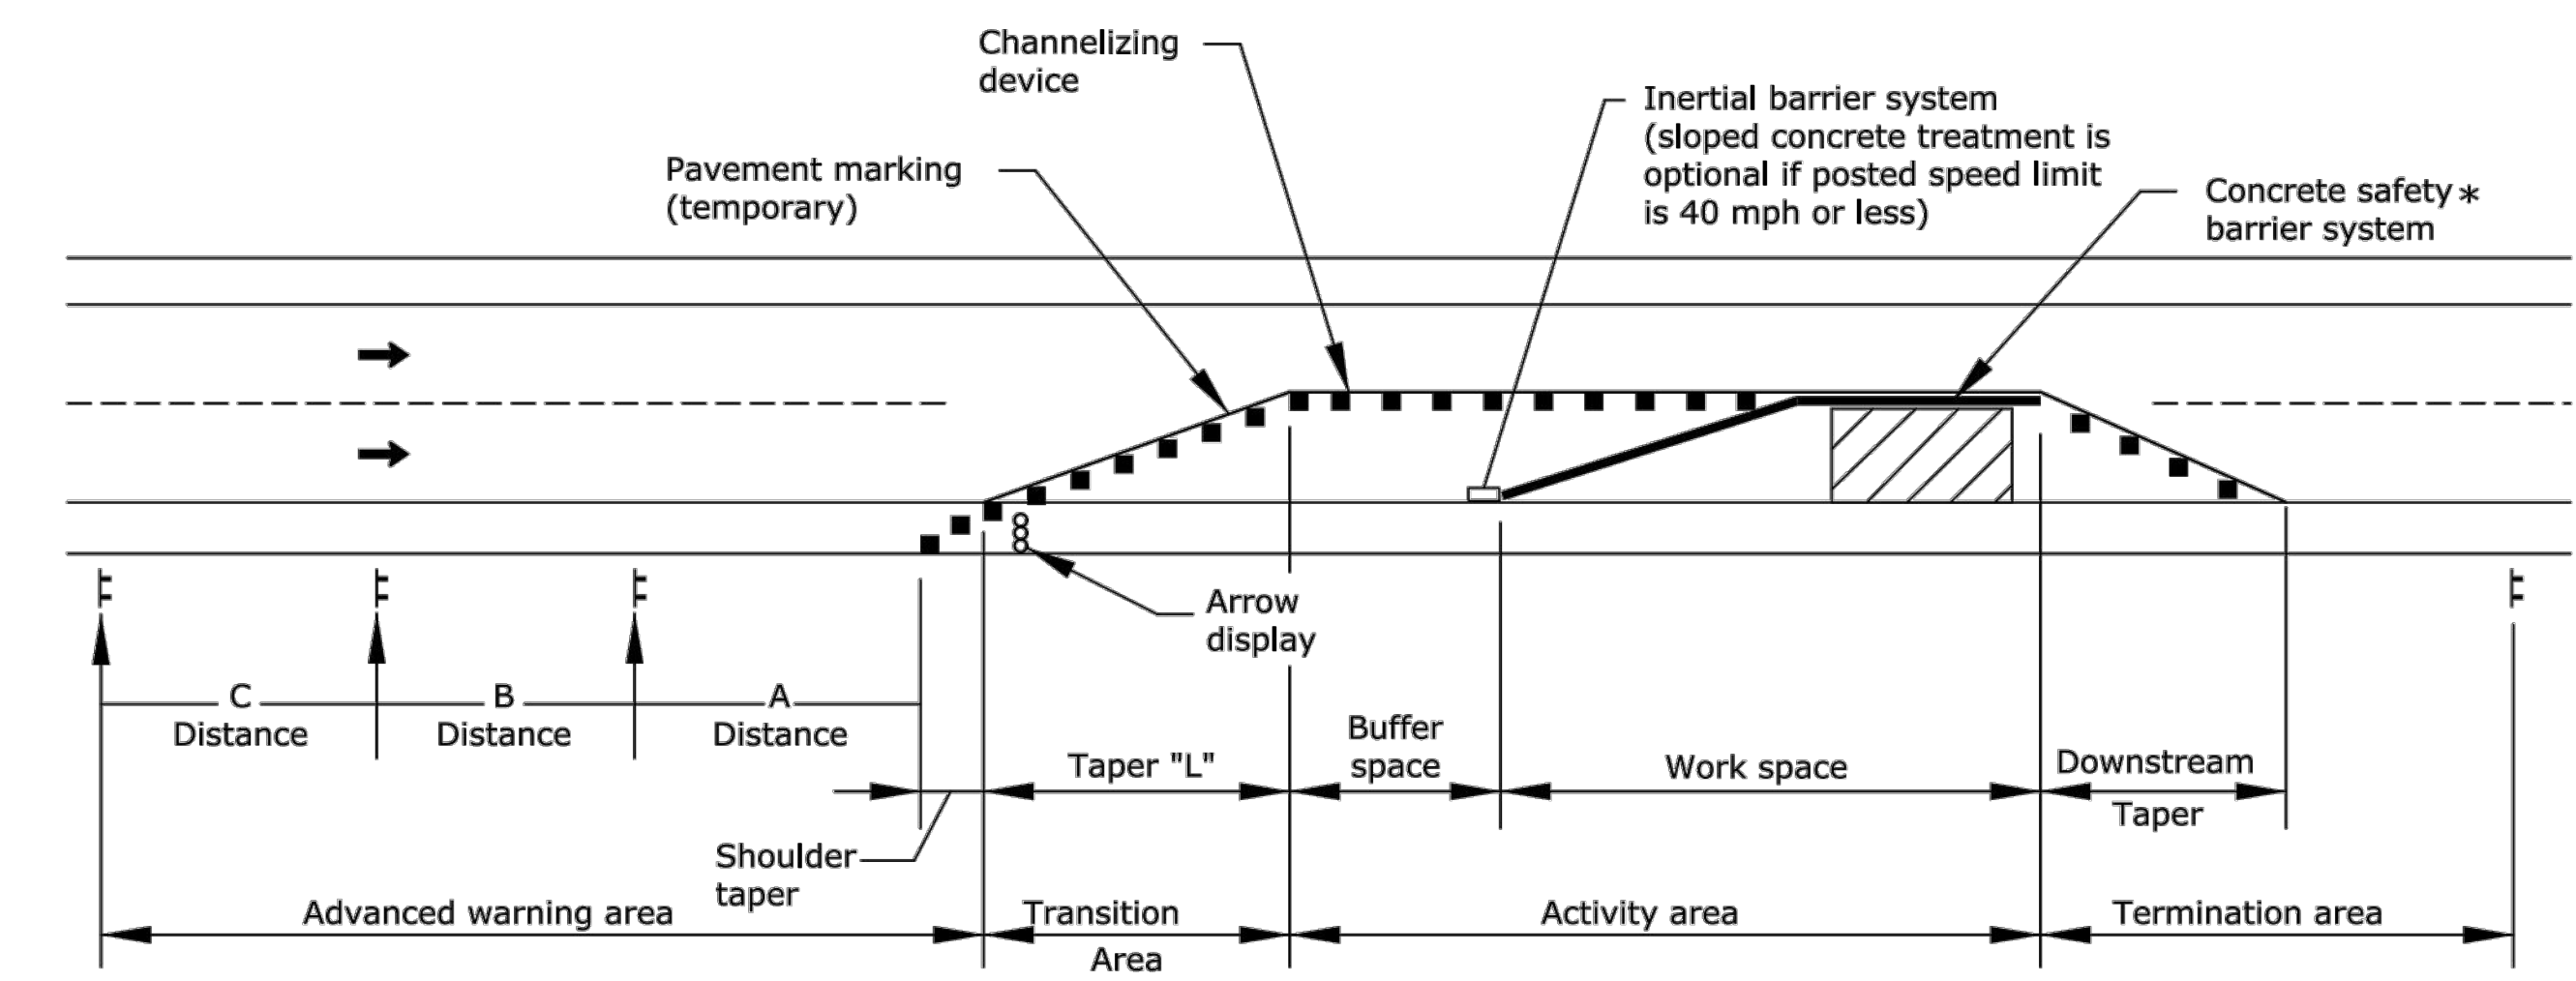 Channelizing
device
Inertial barrier system
(sloped concrete treatment is
optional if posted speed limit
is 40 mph or less)
Pavement marking
(temporary)
Concrete safety*
barrier system
Arrow
display
C
Distance
B
Distance
A
Distance
Shoulder
taper
Taper "L"
Buffer
space
Work space
Downstream
Taper
Advanced warning area
Transition
Area
Activity area
Termination area